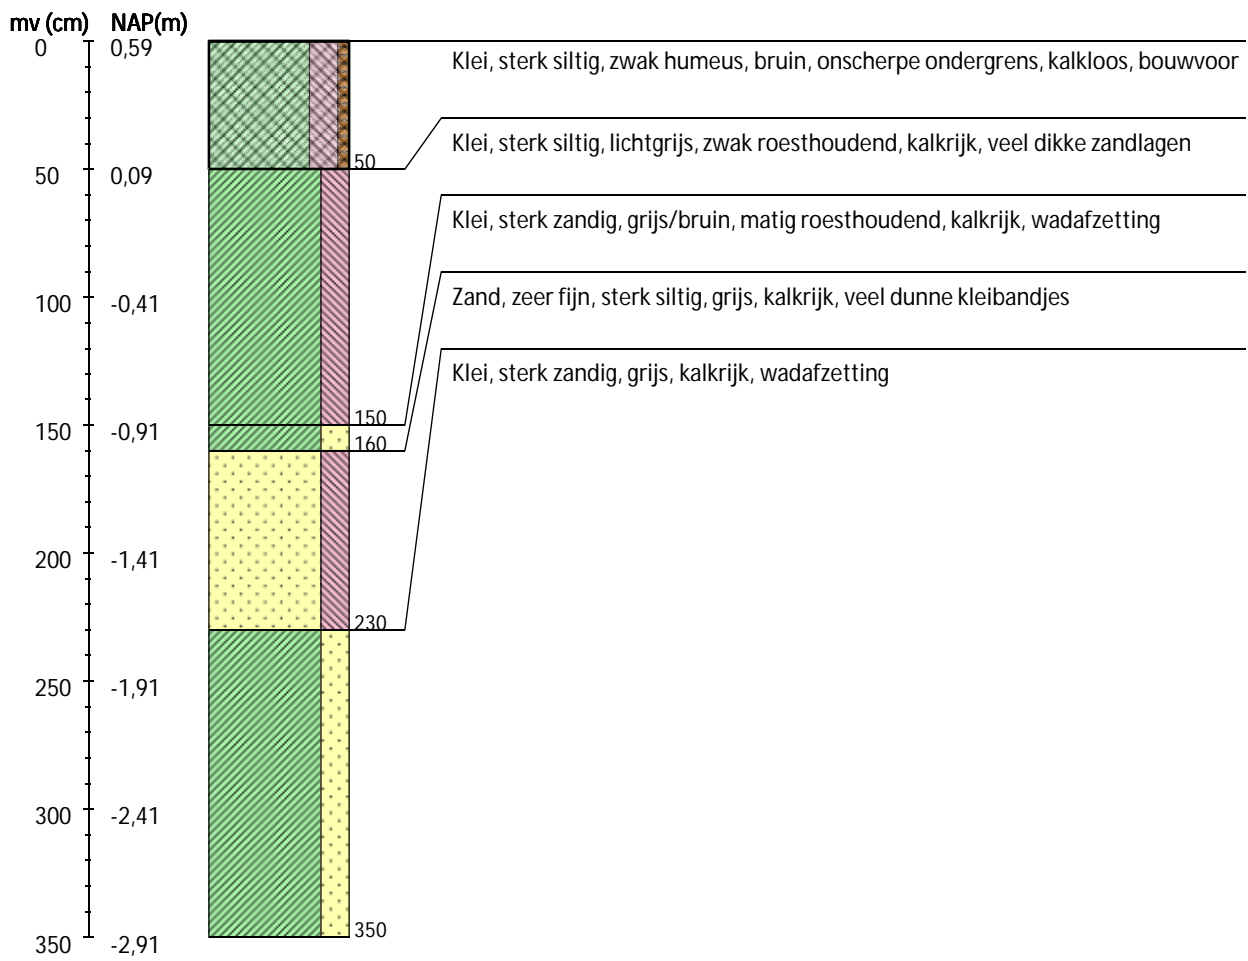 mv (cm) NAP(m)
0 0,59
Klei, sterk siltig, zwak humeus, bruin, onscherpe ondergrens, kalkloos, bouwvoor
Klei, sterk siltig, lichtgrijs, zwak roesthoudend, kalkrijk, veel dikke zandlagen
50
50 0,09
Klei, sterk zandig, grijs/bruin, matig roesthoudend, kalkrijk, wadafzetting
Zand, zeer fijn, sterk siltig, grijs, kalkrijk, veel dunne kleibandjes
100 -0,41
Klei, sterk zandig, grijs, kalkrijk, wadafzetting
150
150 -0,91
160
200 -1,41
230
250 -1,91
300 -2,41
350
350 -2,91